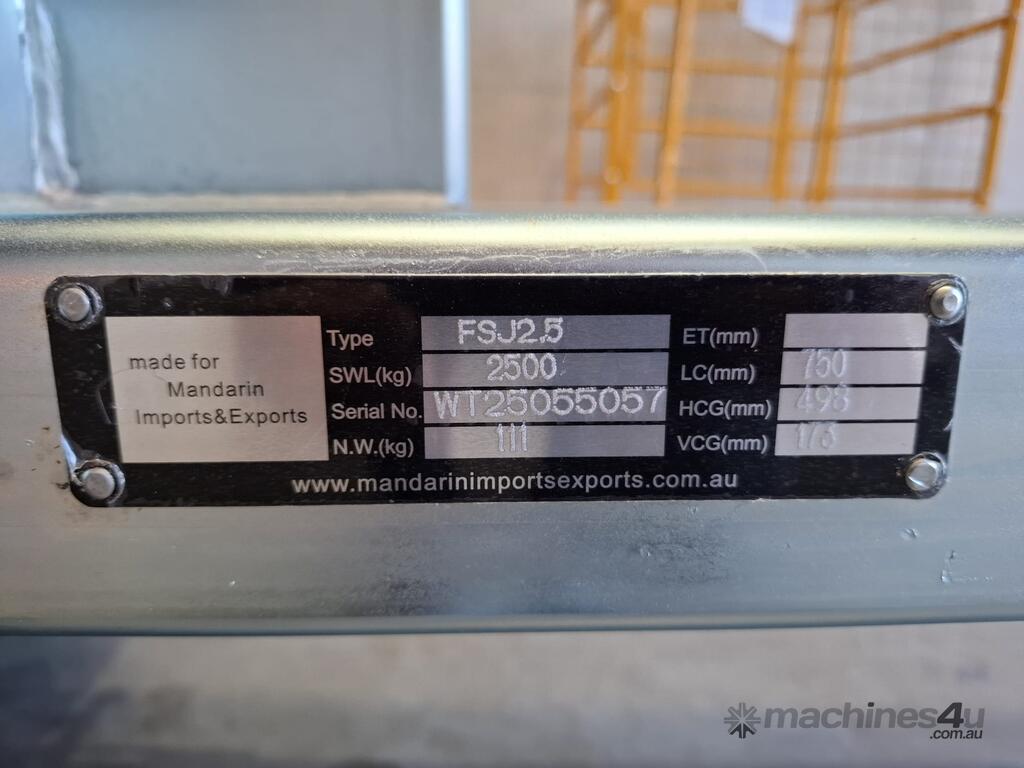 made for
Mandarin
Imports&Exports
Type FSJ2.5
SWL(kg) 2500
Serial No. WT25055057
N.W.(kg) 111
ET(mm)
LC(mm) 750
HCG(mm) 498
VCG(mm)
www.mandarinimportsexports.com.au
machines4u
.com.au